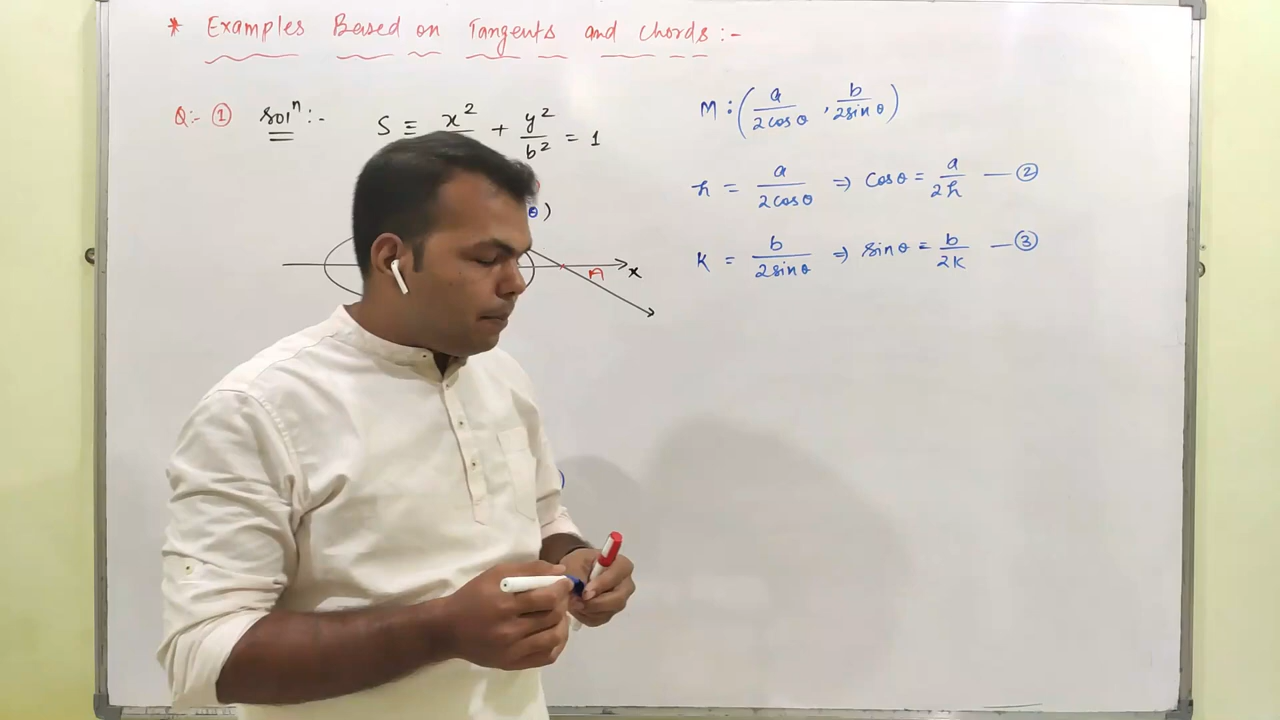 * Examples Based on Tangents and Chords :-
Q:- ① solⁿ :- S ≡ x² + y²/b² = 1
θ)
A
x
)
M : (a/2cosθ , b/2sinθ)
h = a/2cosθ ⇒ cosθ = a/2h — ②
K = b/2sinθ ⇒ sinθ = b/2K — ③